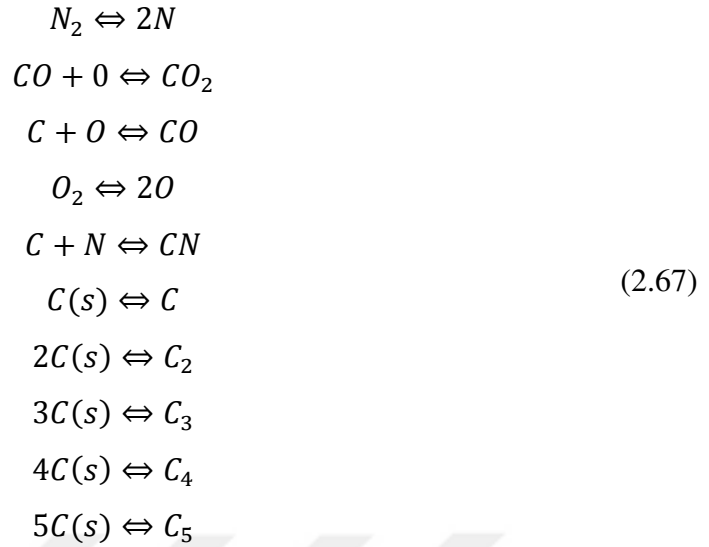 N₂ ⇔ 2N
CO + 0 ⇔ CO₂
C + O ⇔ CO
O₂ ⇔ 2O
C + N ⇔ CN
(2.67)
C(s) ⇔ C
2C(s) ⇔ C₂
3C(s) ⇔ C₃
4C(s) ⇔ C₄
5C(s) ⇔ C₅